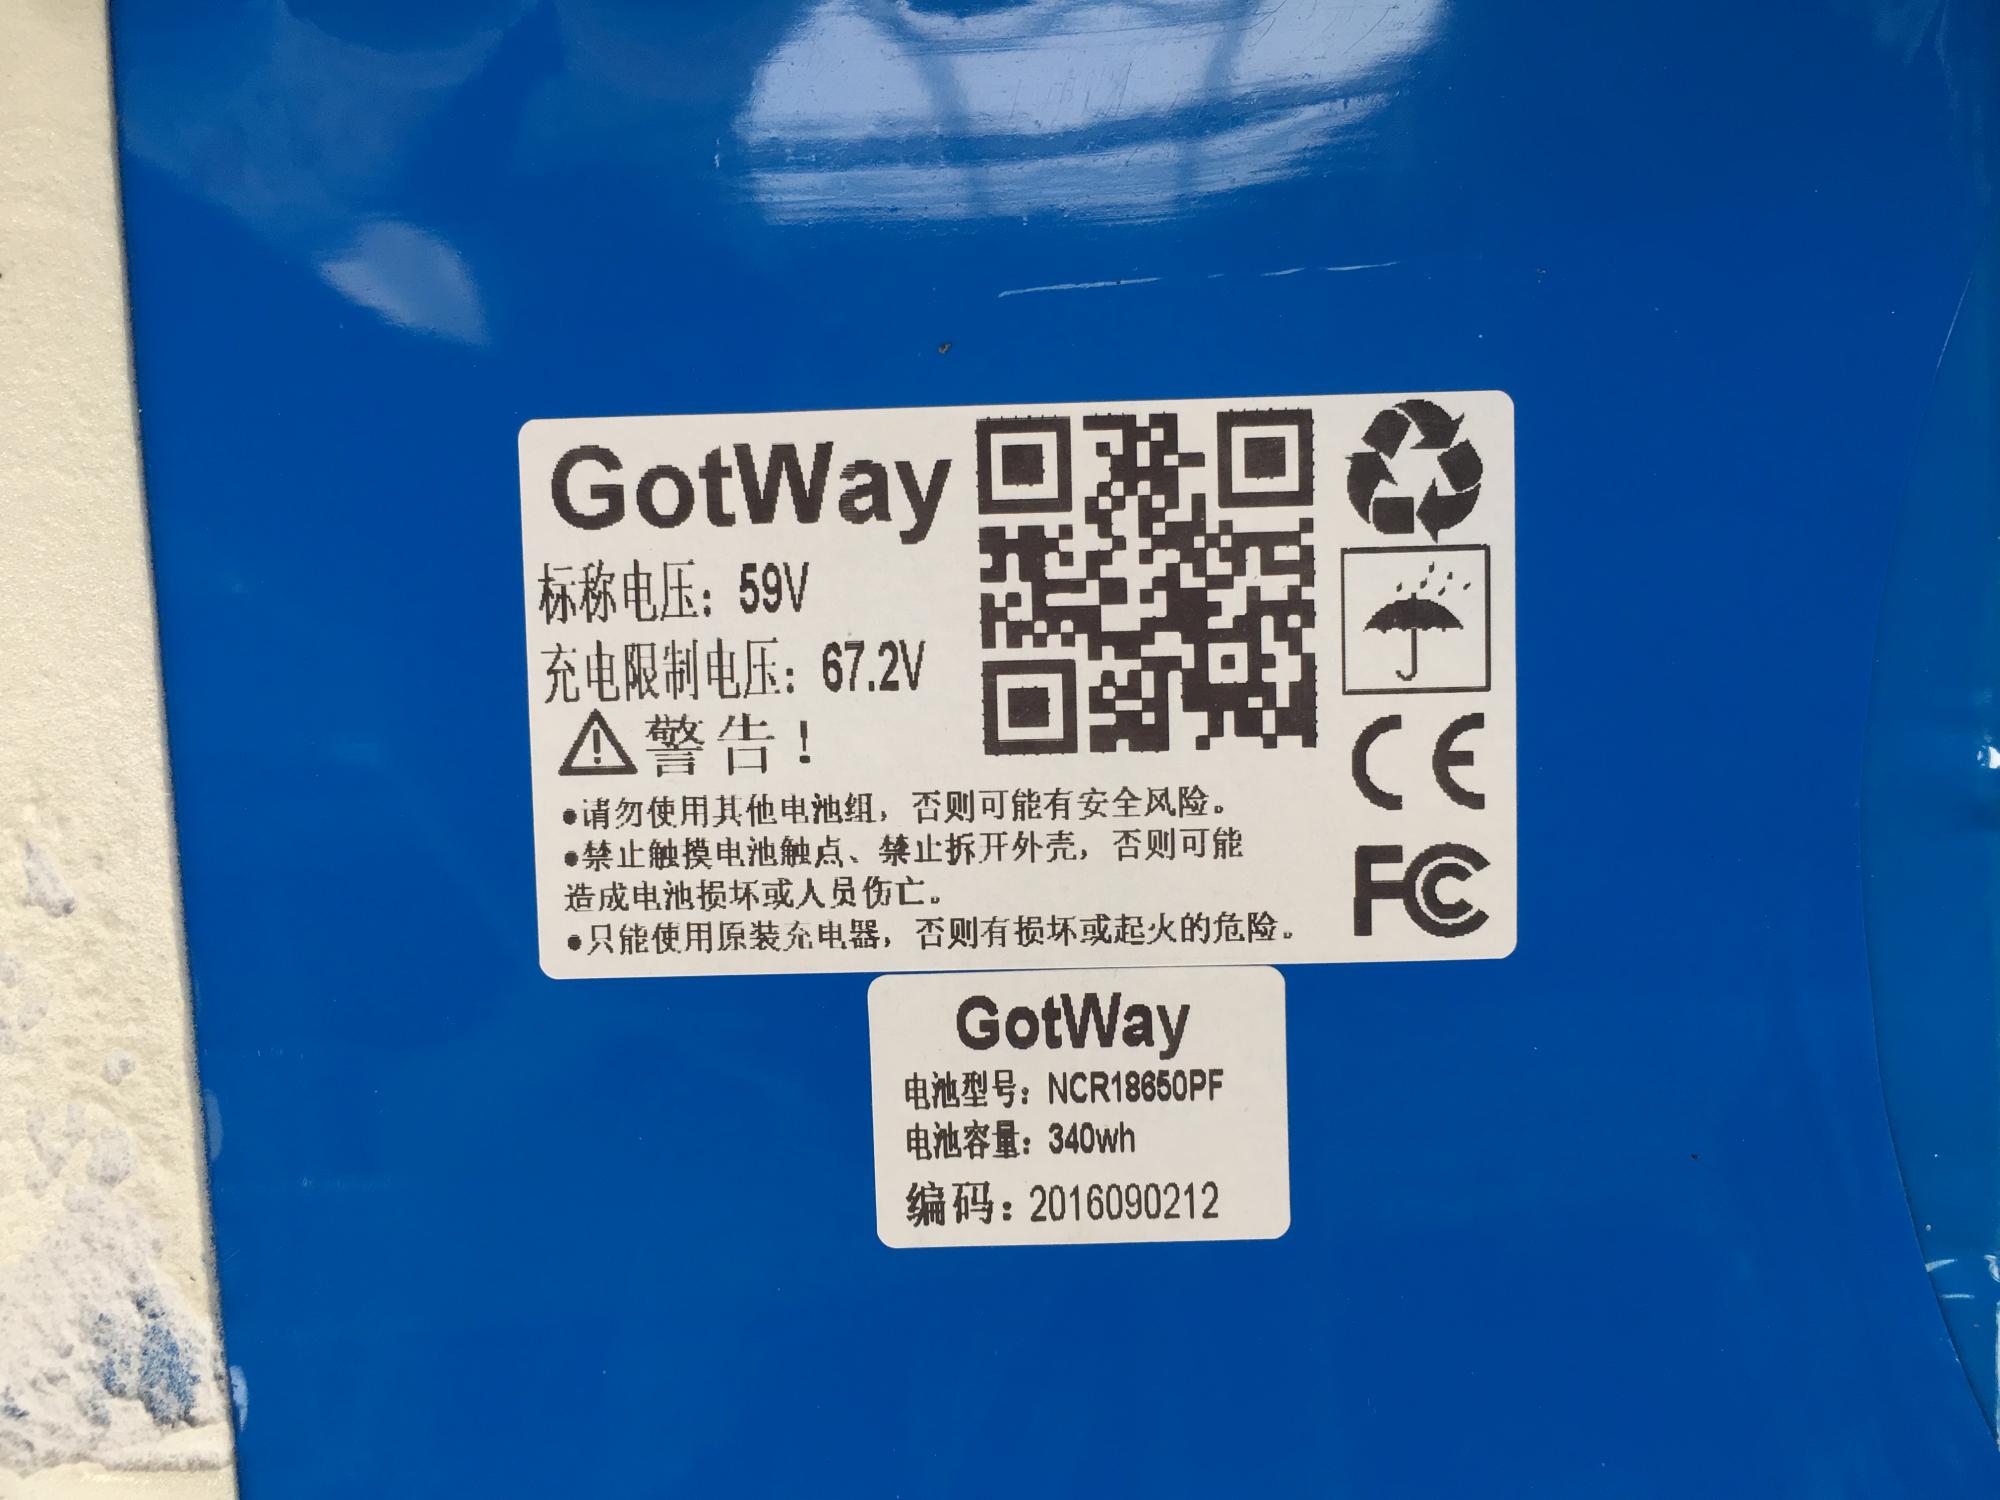 GotWay
标称电压：59V
充电限制电压：67.2V
警告！
●请勿使用其他电池组，否则可能有安全风险。
●禁止触摸电池触点、禁止拆开外壳，否则可能
造成电池损坏或人员伤亡。
●只能使用原装充电器，否则有损坏或起火的危险。
CE
FC
GotWay
电池型号：NCR18650PF
电池容量：340wh
编码：2016090212